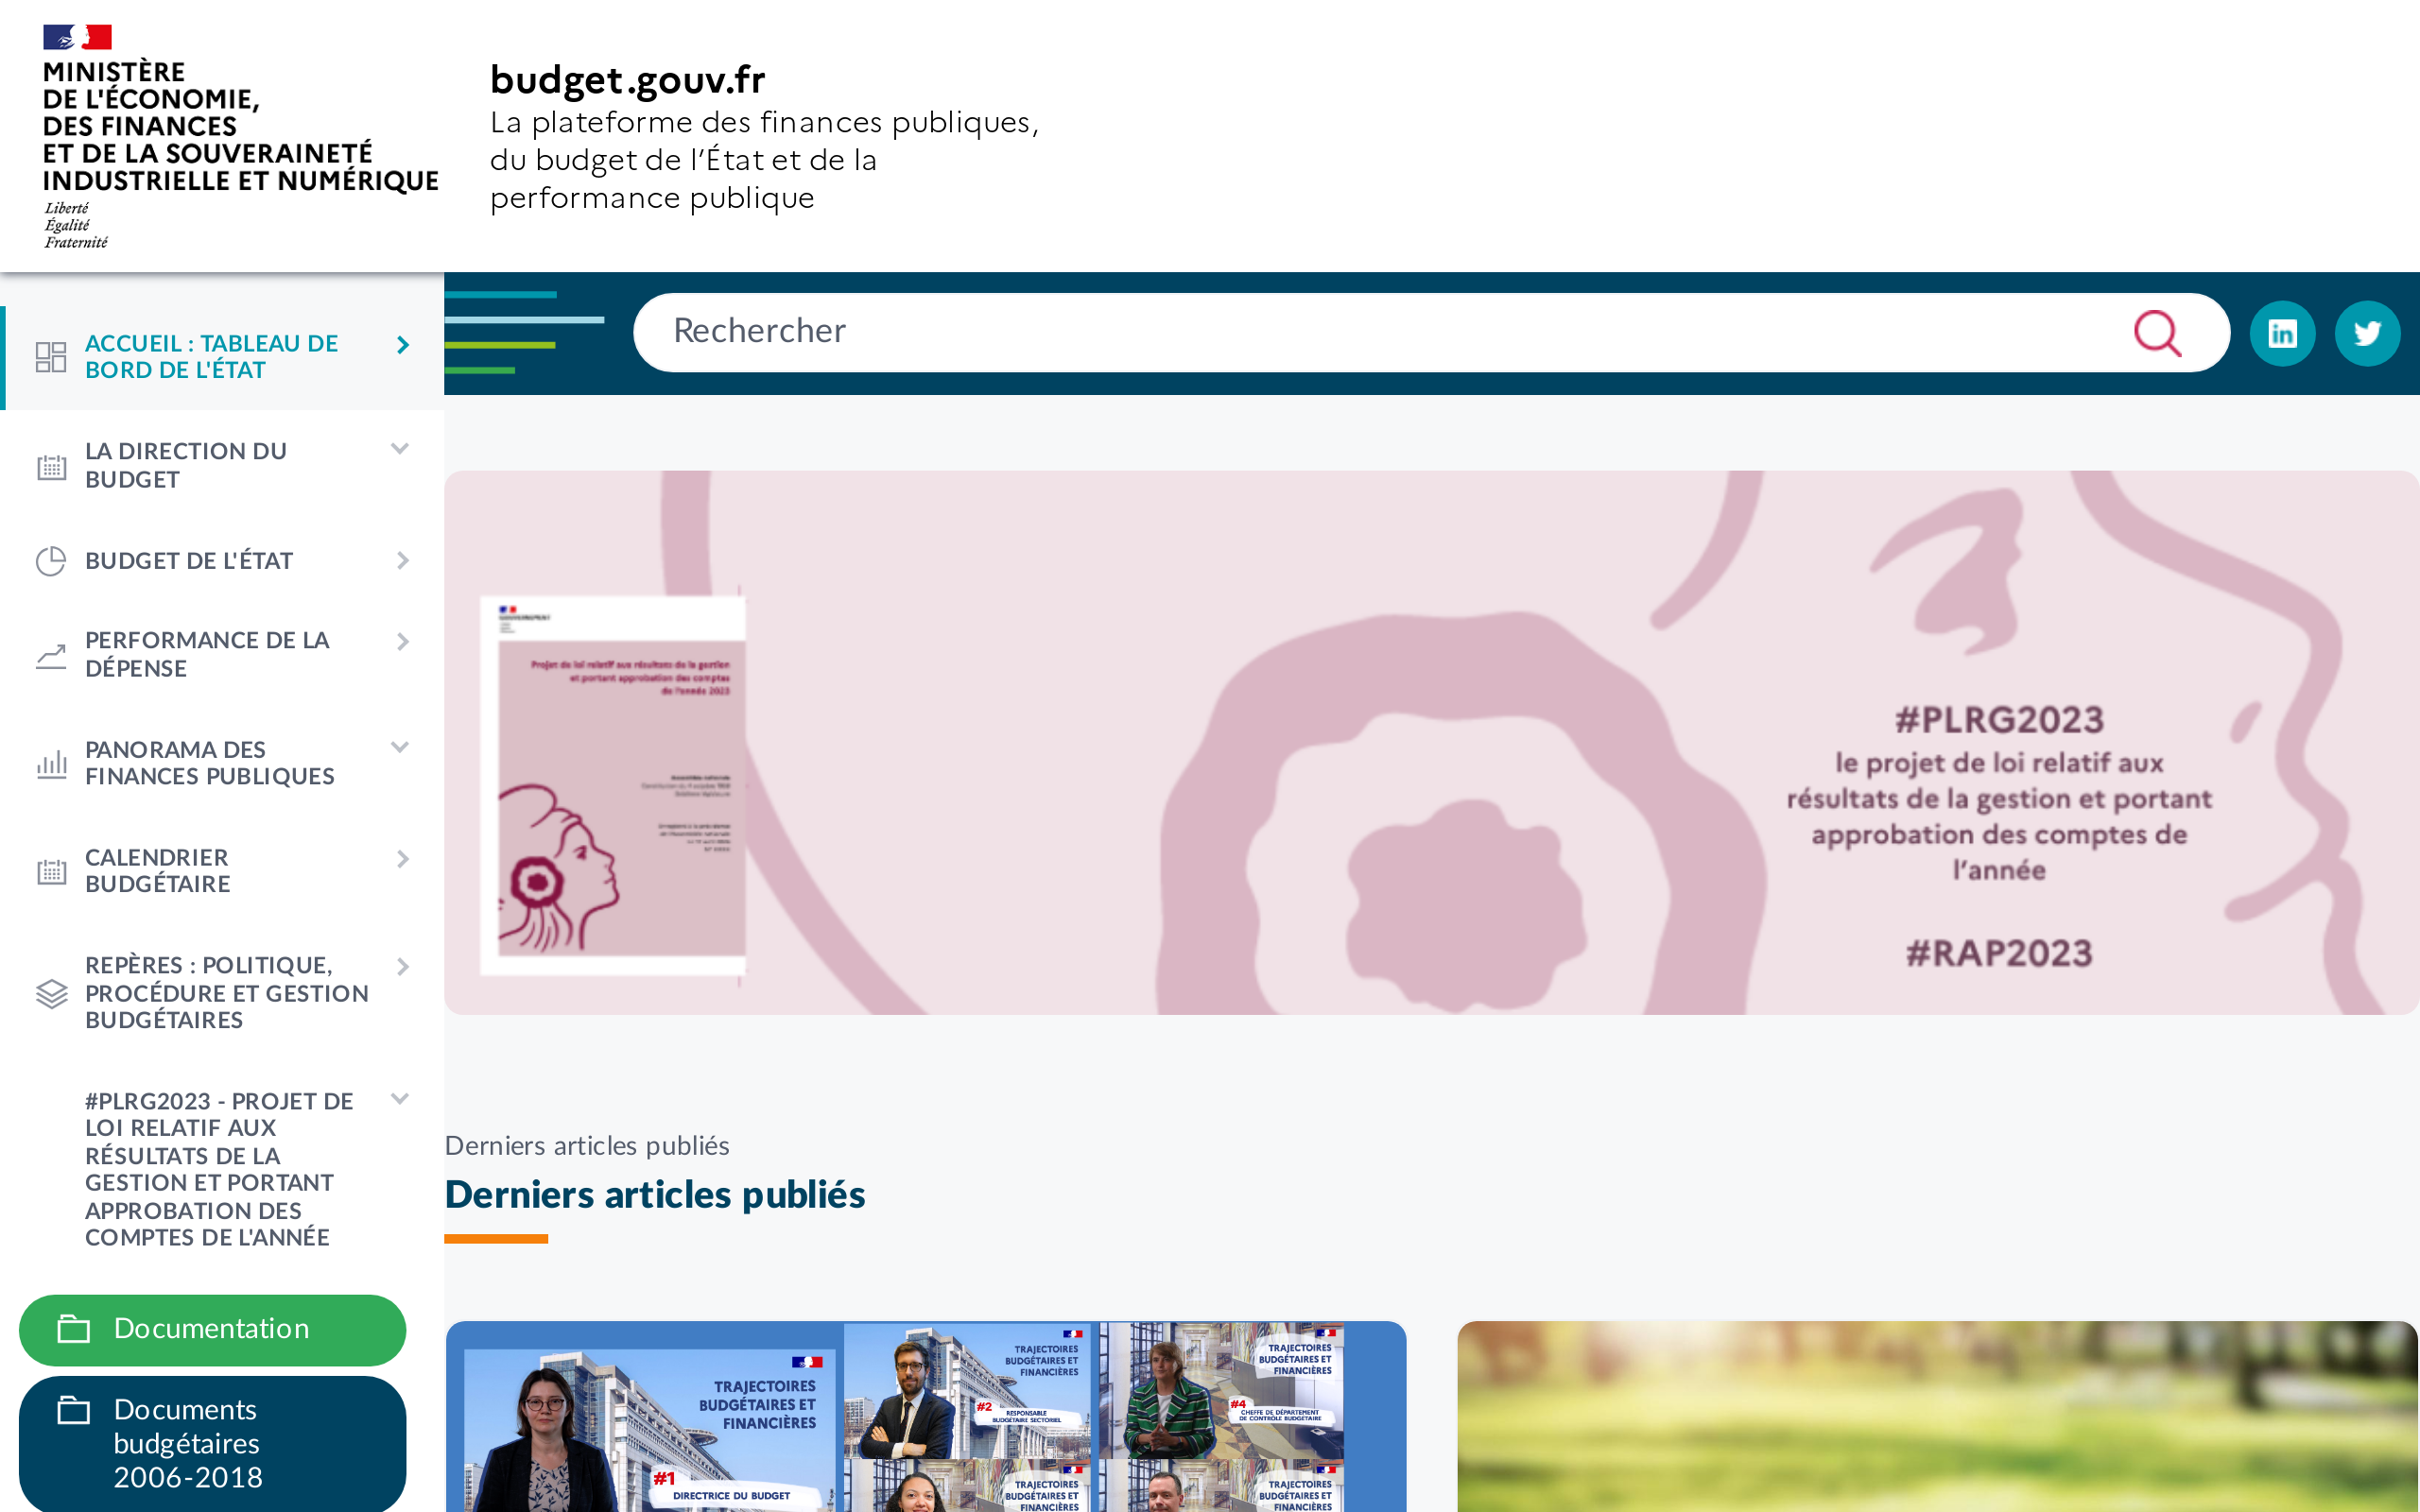 MINISTÈRE
DE L'ÉCONOMIE,
DES FINANCES
ET DE LA SOUVERAINETÉ
INDUSTRIELLE ET NUMÉRIQUE
Liberté
Égalité
Fraternité
budget.gouv.fr
La plateforme des finances publiques,
du budget de l’État et de la
performance publique
Rechercher
in
ACCUEIL : TABLEAU DE
BORD DE L'ÉTAT
LA DIRECTION DU
BUDGET
BUDGET DE L'ÉTAT
PERFORMANCE DE LA
DÉPENSE
PANORAMA DES
FINANCES PUBLIQUES
CALENDRIER
BUDGÉTAIRE
REPÈRES : POLITIQUE,
PROCÉDURE ET GESTION
BUDGÉTAIRES
#PLRG2023 - PROJET DE
LOI RELATIF AUX
RÉSULTATS DE LA
GESTION ET PORTANT
APPROBATION DES
COMPTES DE L'ANNÉE
Documentation
Documents
budgétaires
2006-2018
Projet de loi relatif aux résultats de la gestion
et portant approbation des comptes
de l'année 2023
#PLRG2023
le projet de loi relatif aux
résultats de la gestion et portant
approbation des comptes de
l’année
#RAP2023
Derniers articles publiés
Derniers articles publiés
TRAJECTOIRES
BUDGÉTAIRES ET
FINANCIÈRES
#1
DIRECTRICE DU BUDGET
TRAJECTOIRES
BUDGÉTAIRES ET
FINANCIÈRES
#2
RESPONSABLE
BUDGÉTAIRE SECTORIEL
TRAJECTOIRES
BUDGÉTAIRES ET
FINANCIÈRES
#4
CHEFFE DE DÉPARTEMENT
DE CONTRÔLE BUDGÉTAIRE
TRAJECTOIRES
BUDGÉTAIRES ET
FINANCIÈRES
TRAJECTOIRES
BUDGÉTAIRES ET
FINANCIÈRES